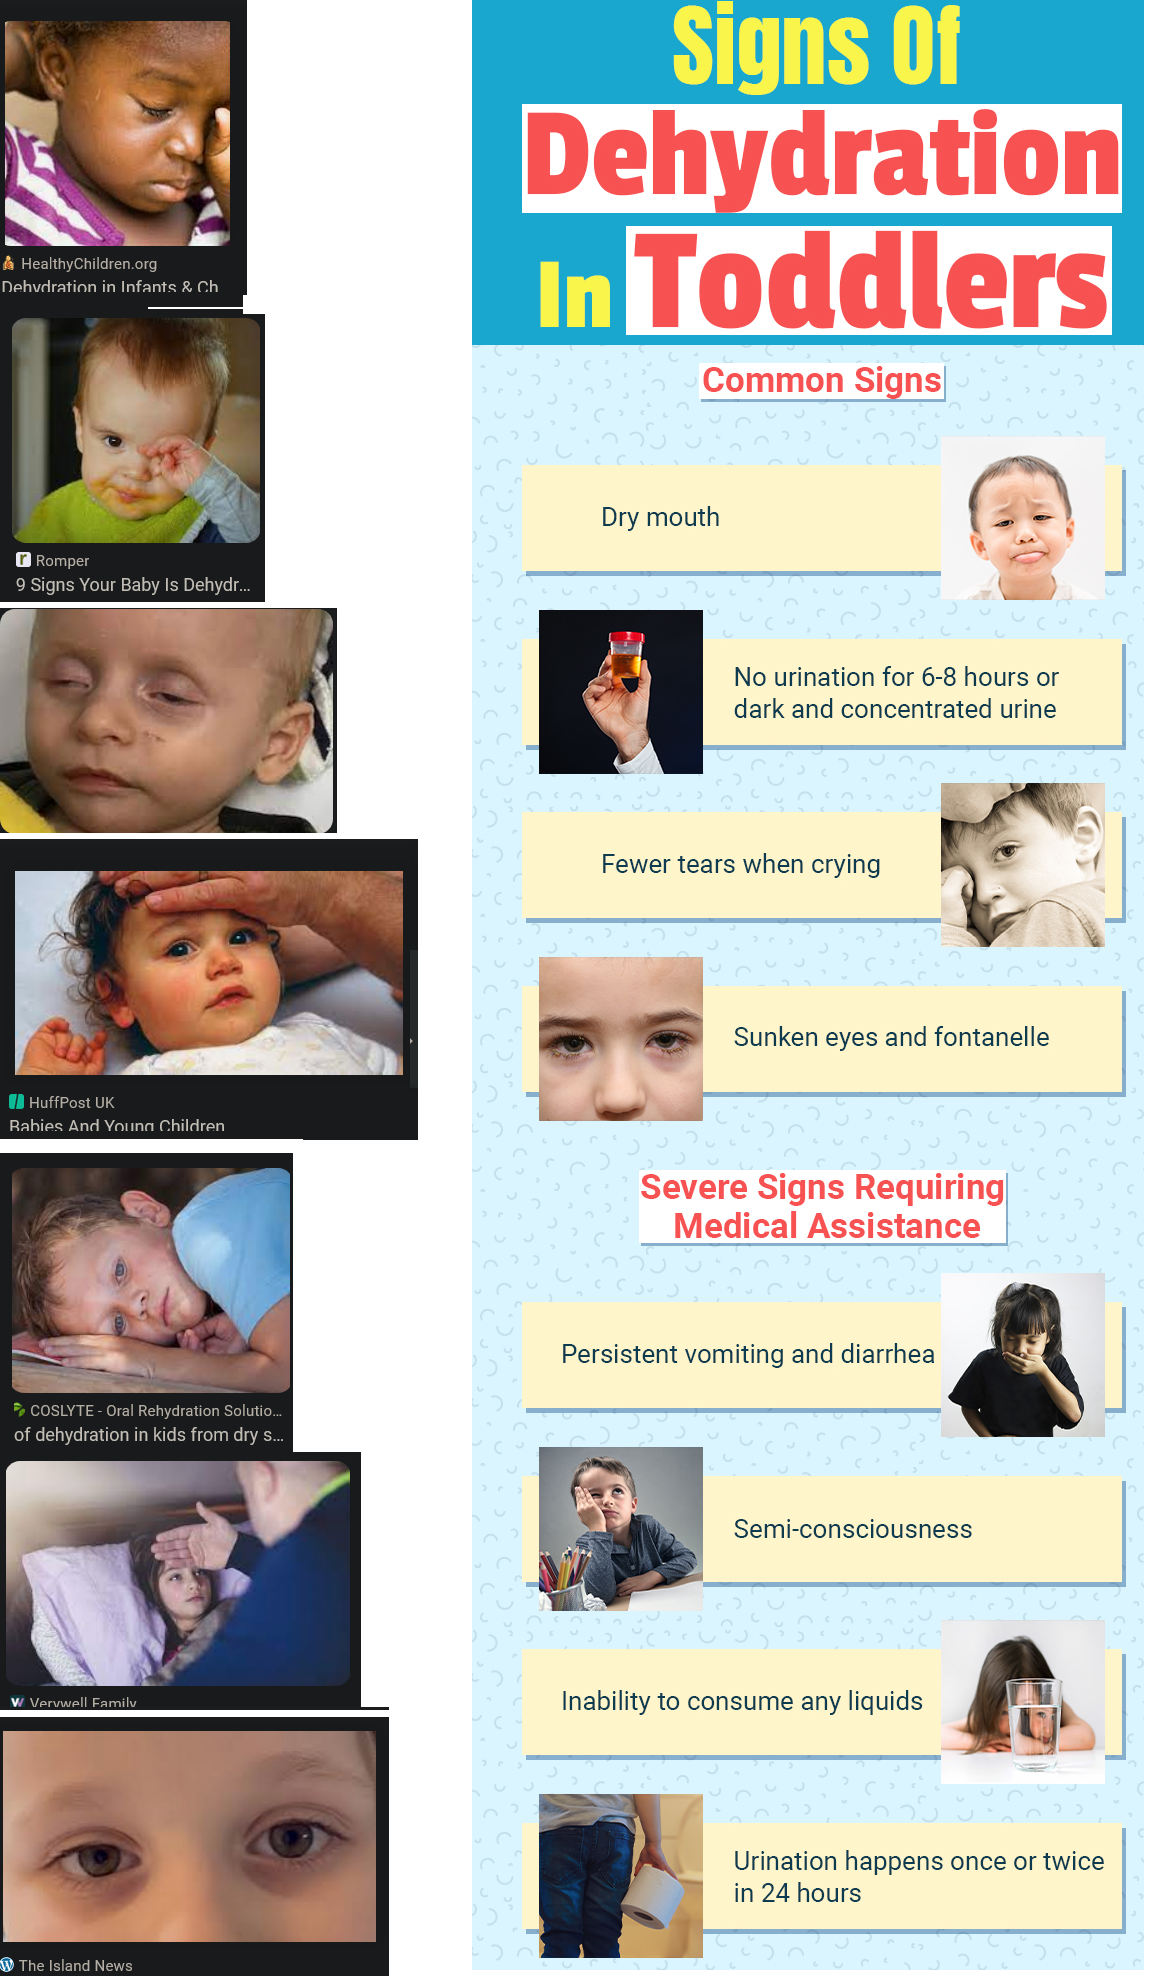 HealthyChildren.org
Dehydration in Infants & Ch
Romper
9 Signs Your Baby Is Dehydr...
HuffPost UK
Babies And Young Children
COSLYTE - Oral Rehydration Solutio...
of dehydration in kids from dry s...
Verywell Family
The Island News
Signs Of
Dehydration
In Toddlers
Common Signs
Dry mouth
No urination for 6-8 hours or
dark and concentrated urine
Fewer tears when crying
Sunken eyes and fontanelle
Severe Signs Requiring
Medical Assistance
Persistent vomiting and diarrhea
Semi-consciousness
Inability to consume any liquids
Urination happens once or twice
in 24 hours